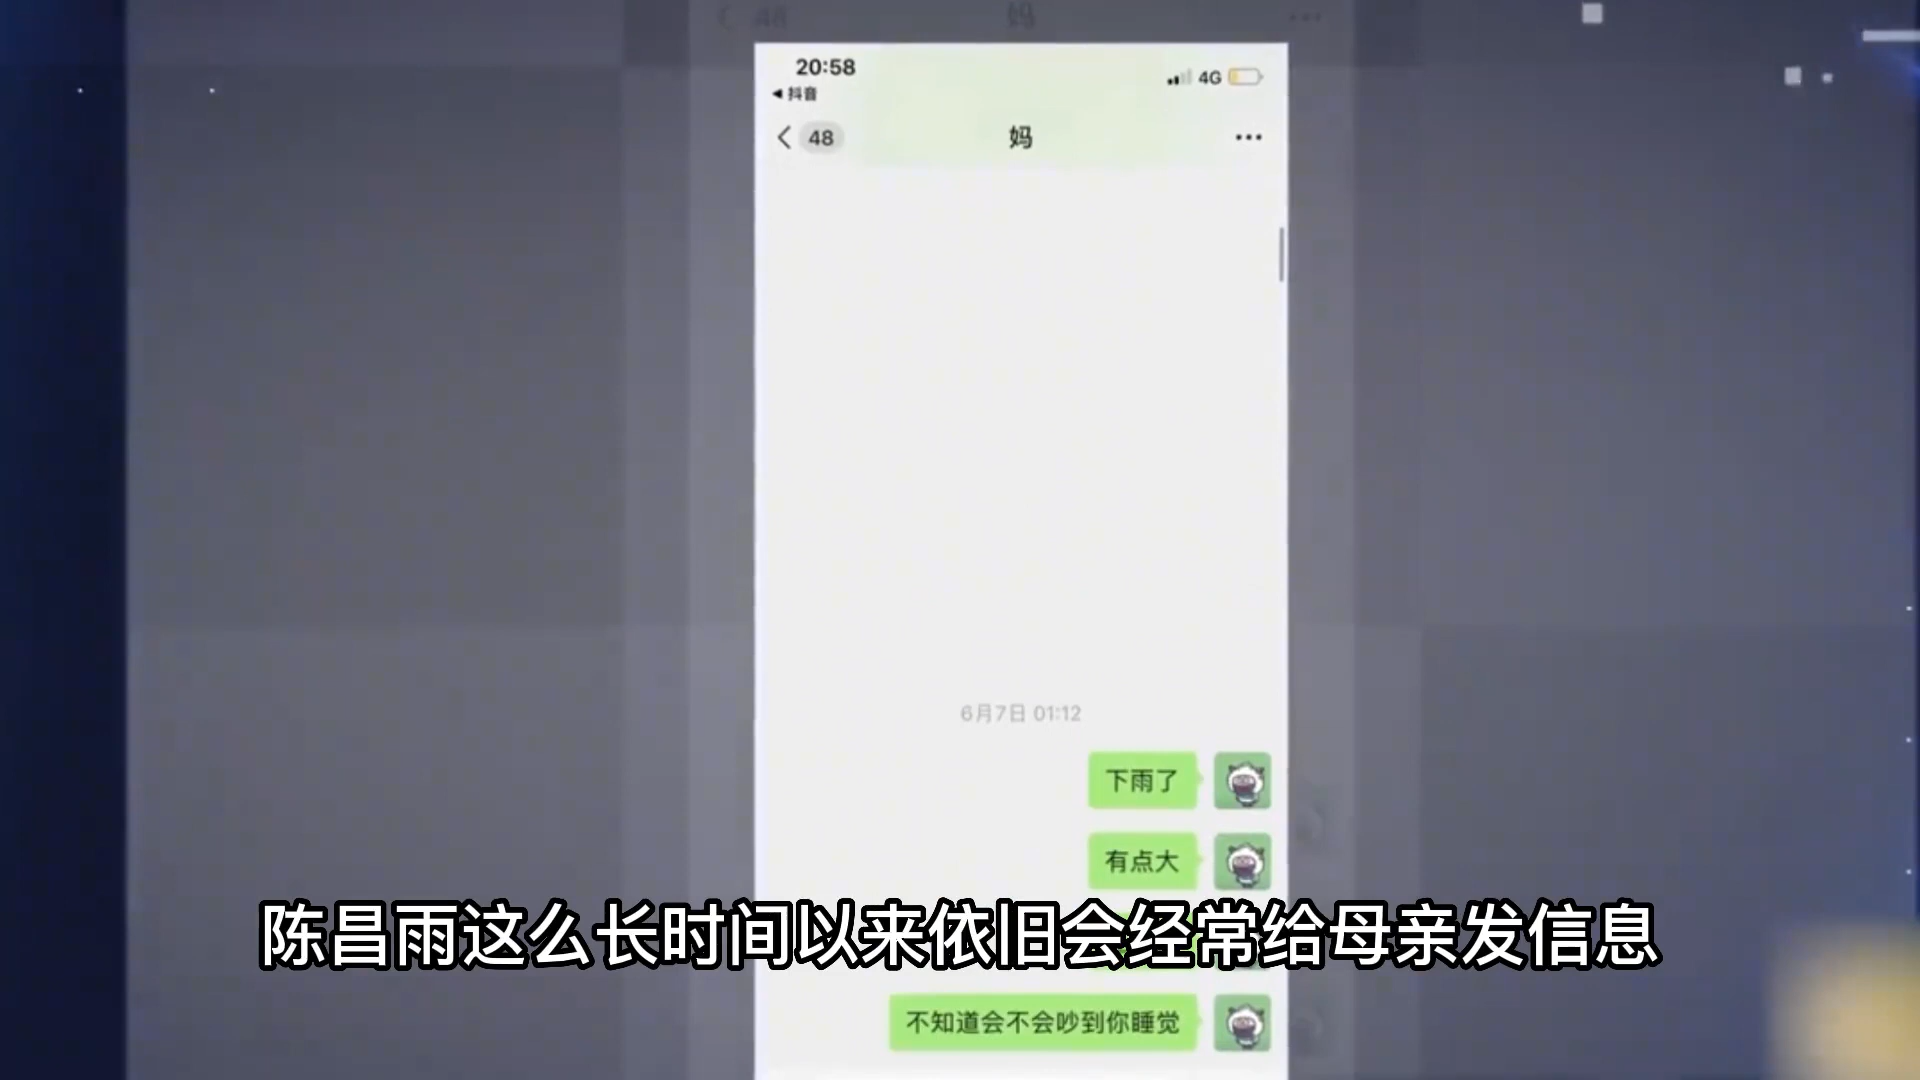 48 妈
20:58
4G
抖音
48
妈
6月7日 01:12
下雨了
有点大
陈昌雨这么长时间以来依旧会经常给母亲发信息
不知道会不会吵到你睡觉